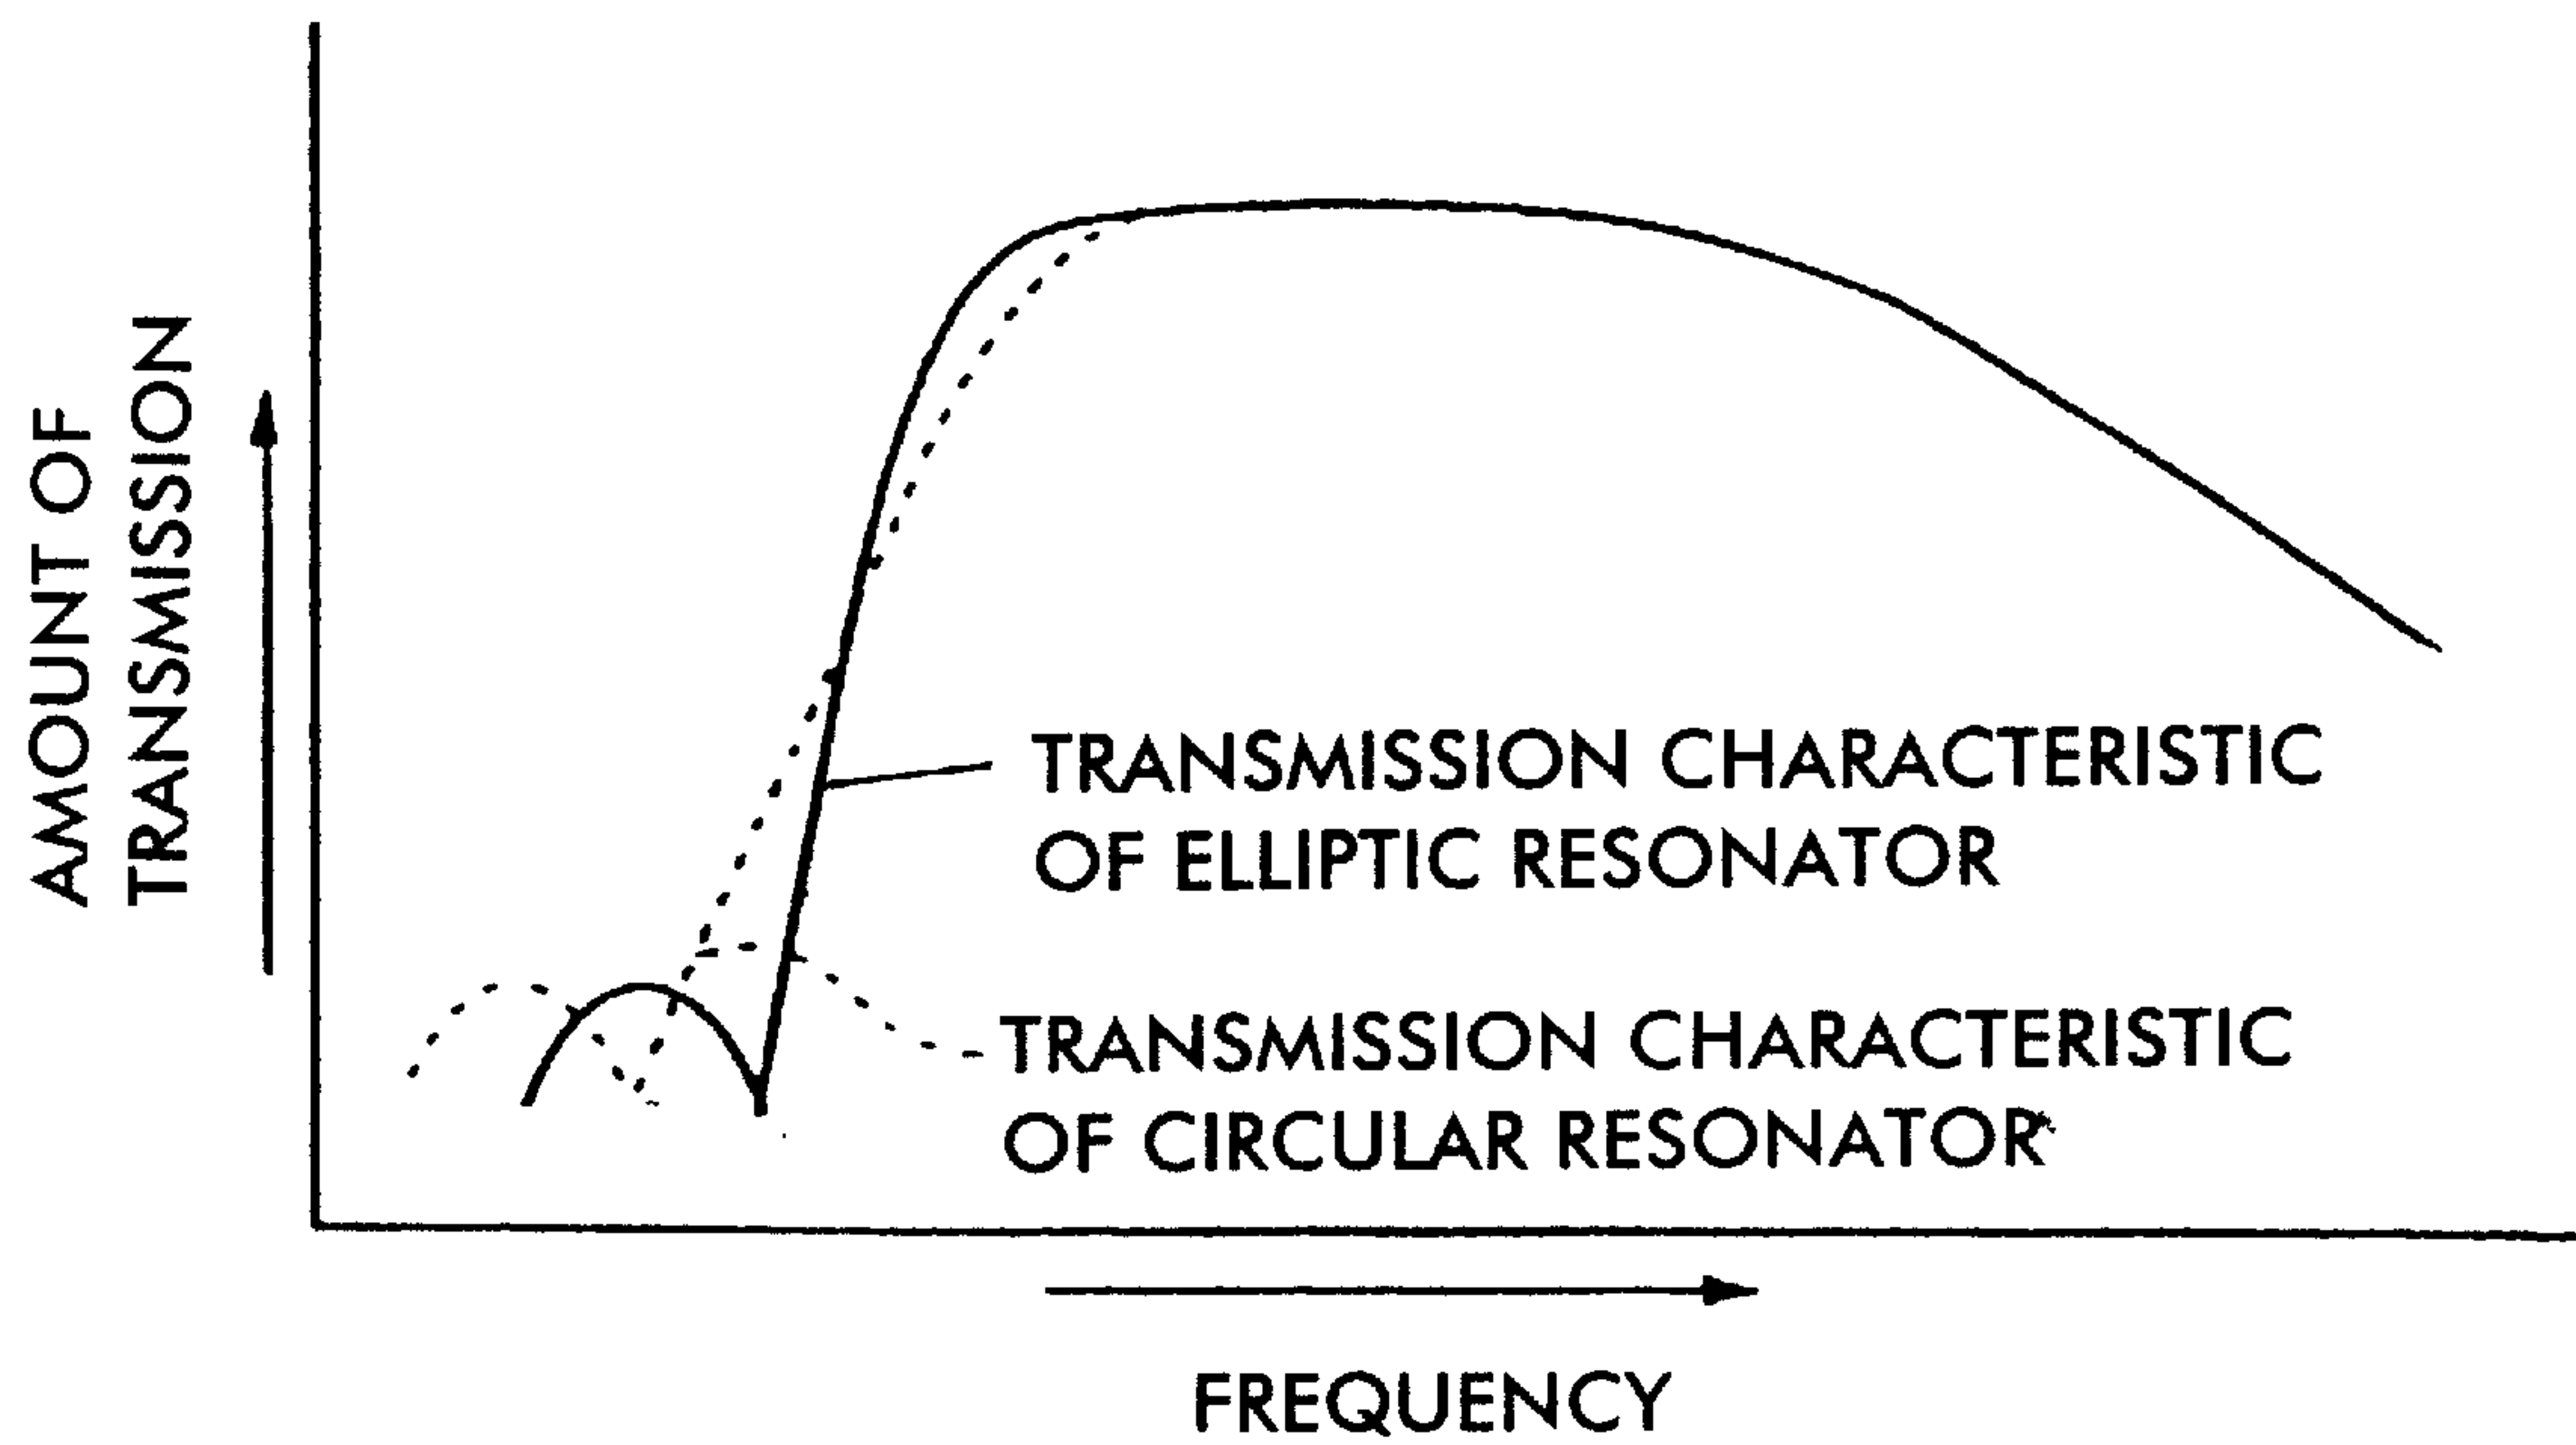 AMOUNT OF
TRANSMISSION
TRANSMISSION CHARACTERISTIC
OF ELLIPTIC RESONATOR
TRANSMISSION CHARACTERISTIC
OF CIRCULAR RESONATOR
FREQUENCY